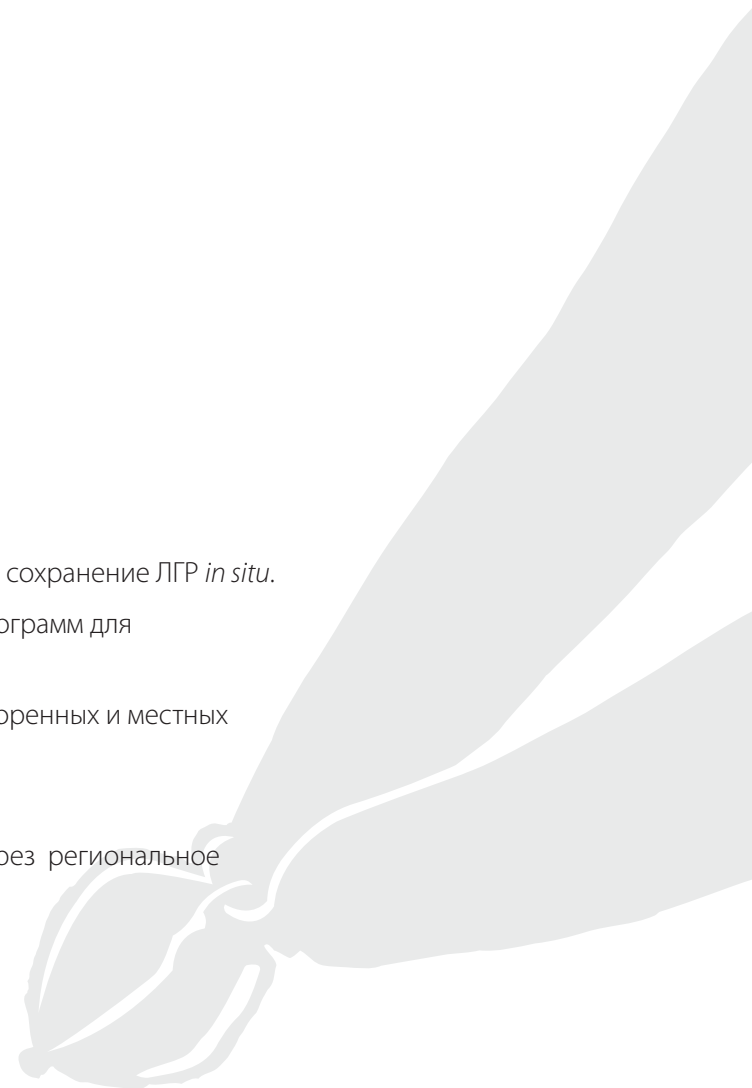 сохранение ЛГР in situ.
ограмм для
оренных и местных
рез региональное